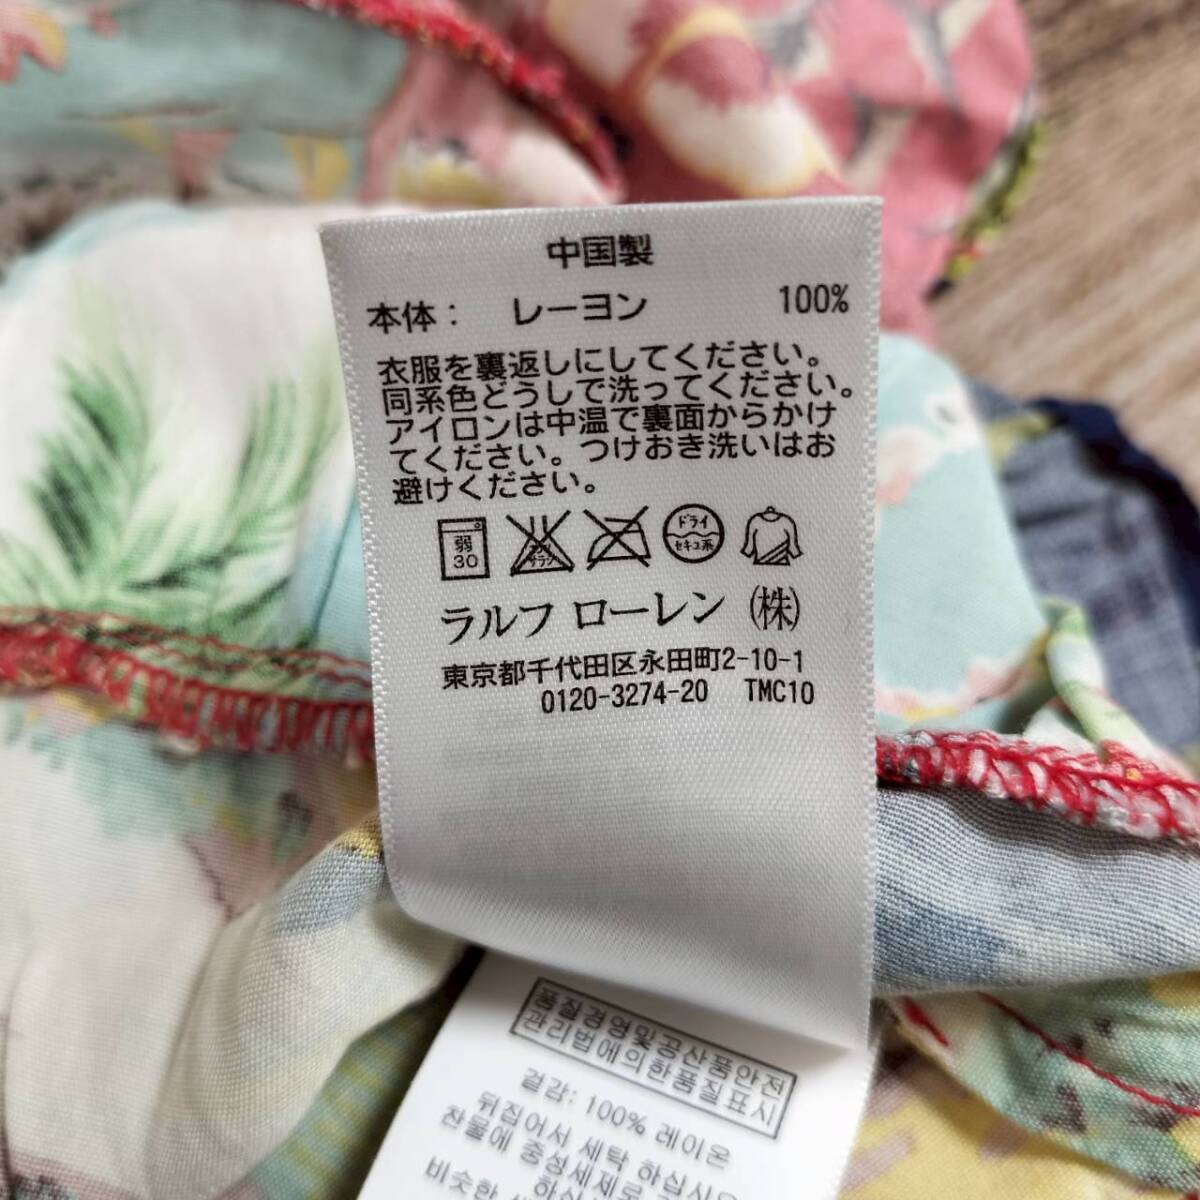 中国製
本体： レーヨン 100%
衣服を裏返しにしてください。
同系色どうしで洗ってください。
アイロンは中温で裏面からかけ
てください。つけおき洗いはお
避けください。
弱
30
エンソ
サラシ
ドライ
セキユ系
ラルフ ローレン ㈱
東京都千代田区永田町2-10-1
0120-3274-20 TMC10
품질경영및공산품안전
관리법에의한품질표시
겉감: 100% 레이온
뒤집어서 세탁 하십시오
찬물에 중성세제로
비슷한